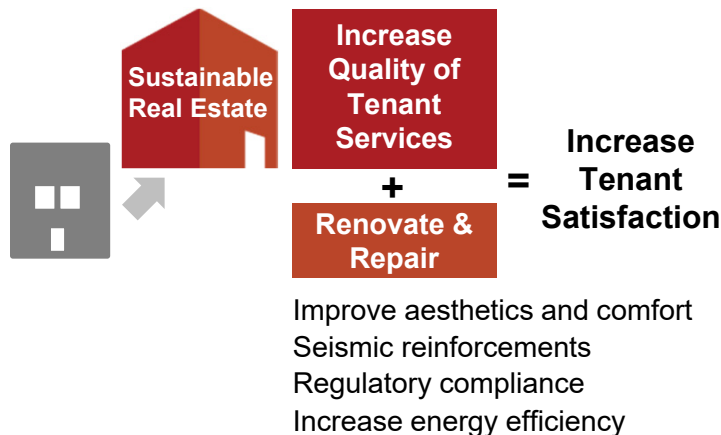 Sustainable
Real Estate
Increase
Quality of
Tenant
Services
+
Renovate &
Repair
=
Increase
Tenant
Satisfaction
Improve aesthetics and comfort
Seismic reinforcements
Regulatory compliance
Increase energy efficiency